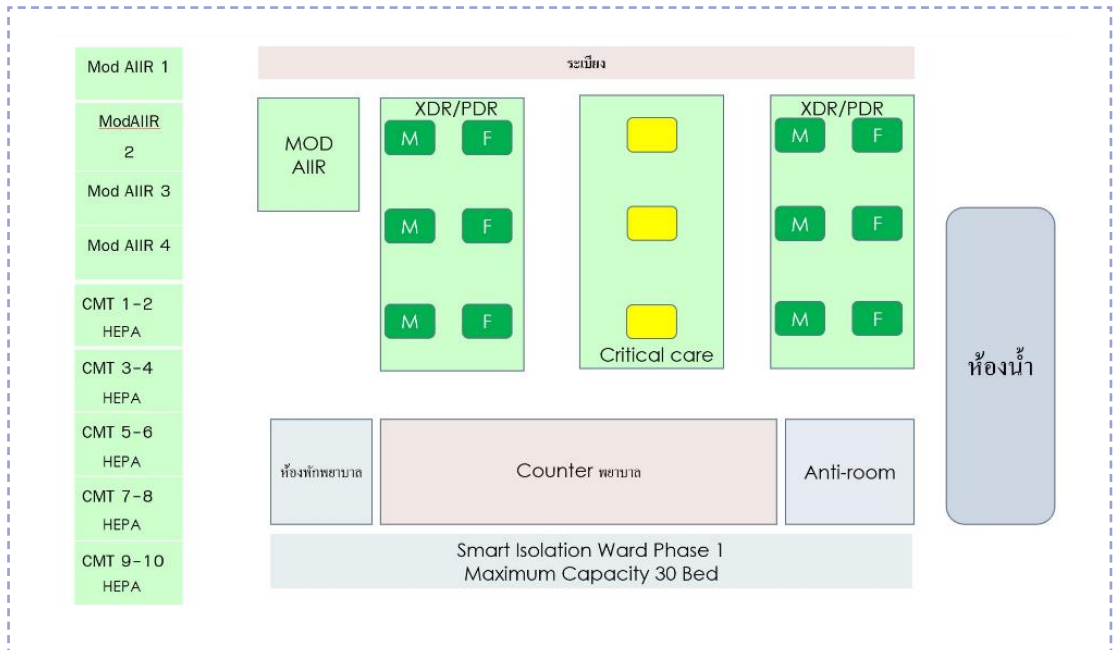 Mod AIIR 1
ModAIIR
2
Mod AIIR 3
Mod AIIR 4
CMT 1-2
HEPA
CMT 3-4
HEPA
CMT 5-6
HEPA
CMT 7-8
HEPA
CMT 9-10
HEPA
ระเบียง
MOD
AIIR
XDR/PDR
M F
M F
M F
Critical care
XDR/PDR
M F
M F
M F
ห้องน้ำ
ห้องพักพยาบาล
Counter พยาบาล
Anti-room
Smart Isolation Ward Phase 1
Maximum Capacity 30 Bed